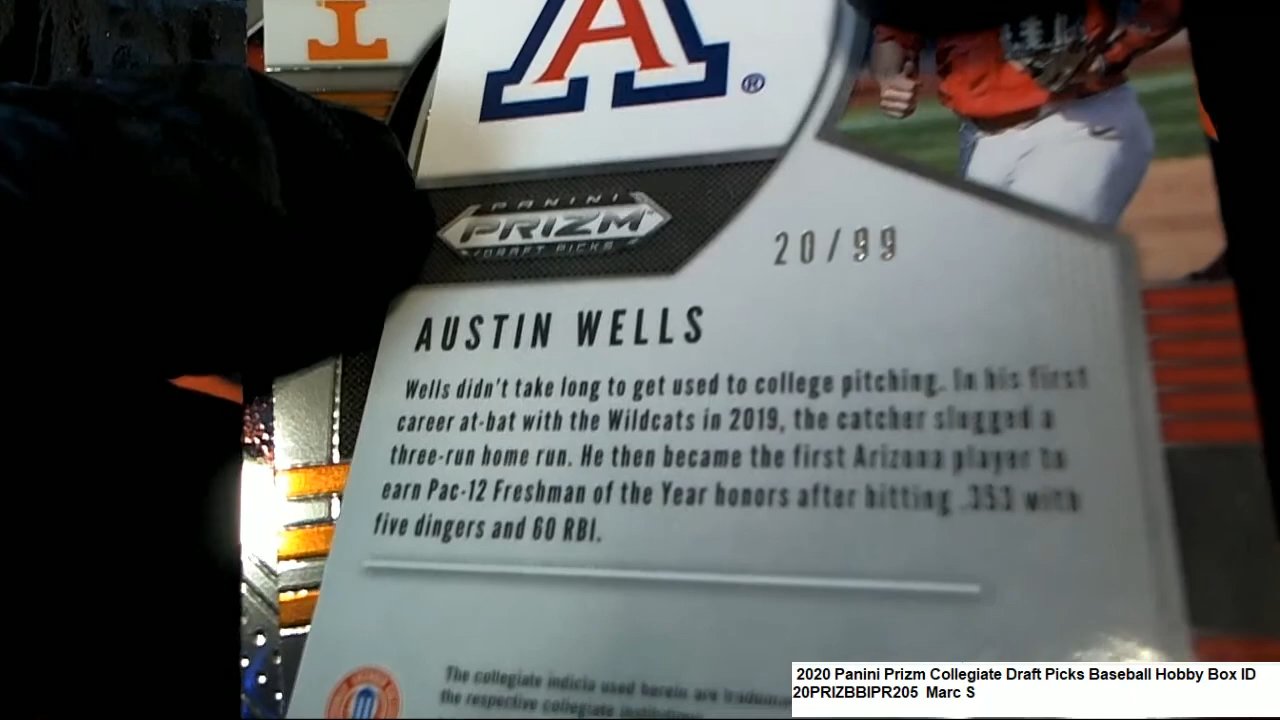 T
A ®
PANINI
PRIZM
DRAFT PICKS
20/99
AUSTIN WELLS
Wells didn't take long to get used to college pitching. In his first
career at-bat with the Wildcats in 2019, the catcher slugged a
three-run home run. He then became the first Arizona player to
earn Pac-12 Freshman of the Year honors after hitting .353 with
five dingers and 60 RBI.
The collegiate indicia used herein are
the respective collegiate
2020 Panini Prizm Collegiate Draft Picks Baseball Hobby Box ID
20PRIZBBIPR205 Marc S